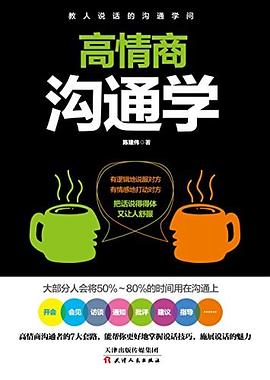 教人说话的沟通学问
高情商
沟通学
陈建伟◎著
有逻辑地说服对方
有情感地打动对方
把话说得得体
又让人舒服
大部分人会将50%～80%的时间用在沟通上
开会 会见 访谈 通知 批评 建议 指导 ……
高情商沟通者的7大套路，能帮你更好地掌握说话技巧，施展说话的魅力
天津出版传媒集团
天津人民出版社